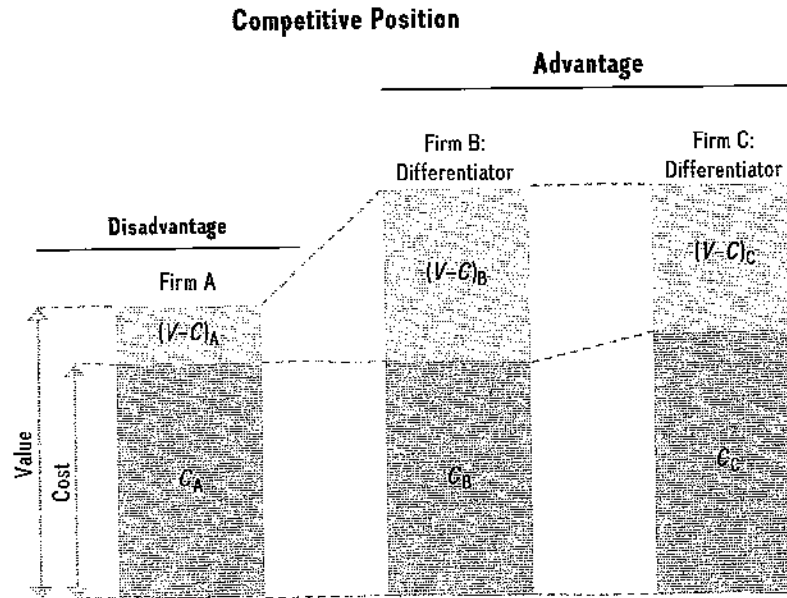 Competitive Position
Advantage
Firm B:
Differentiator
Firm C:
Differentiator
Disadvantage
Firm A
(V–C)A
(V–C)B
(V–C)C
Value
Cost
CA
CB
CC